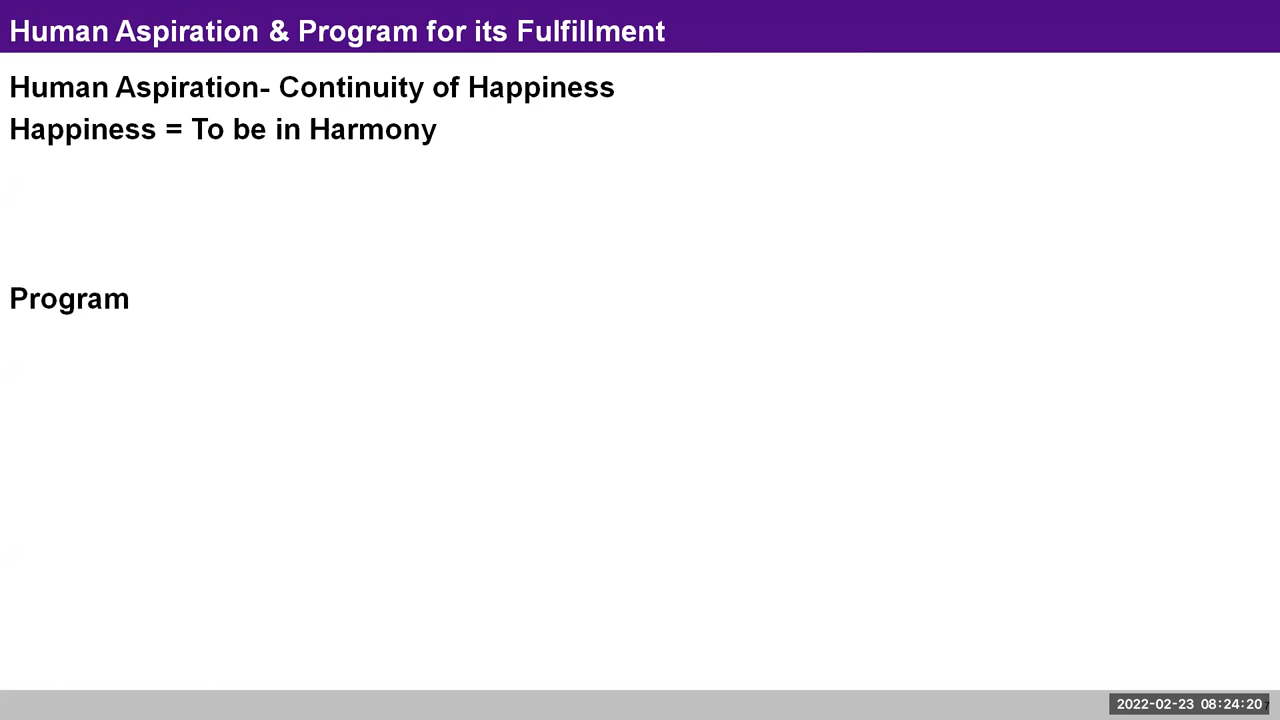 Human Aspiration & Program for its Fulfillment
Human Aspiration- Continuity of Happiness
Happiness = To be in Harmony
Program
2022-02-23 08:24:20
7